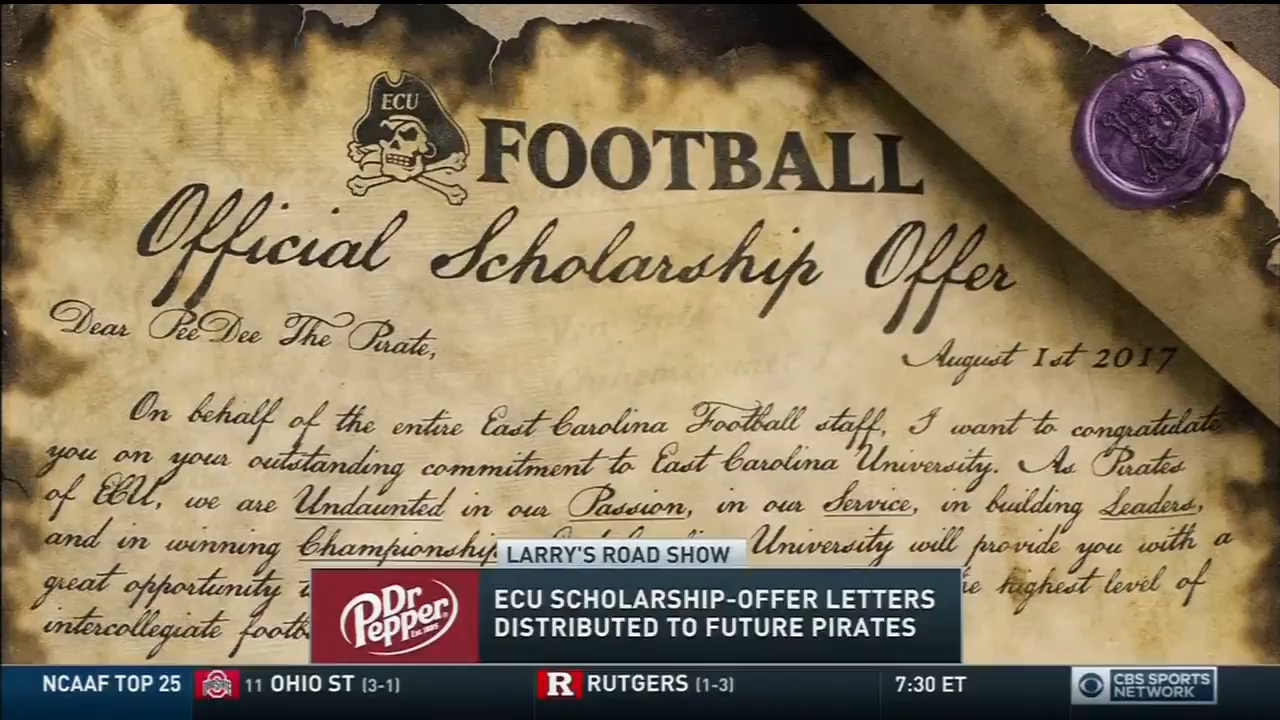 ECU
FOOTBALL
Official Scholarship Offer
Dear PeeDee The Pirate,
August 1st 2017
On behalf of the entire East Carolina Football staff, I want to congratulate
you on your outstanding commitment to East Carolina University. As Pirates
of ECU, we are Undaunted in our Passion, in our Service, in building Leaders,
and in winning Championship University will provide you with a
great opportunity highest level of
intercollegiate
LARRY'S ROAD SHOW
Dr Pepper
Est. 1885
ECU SCHOLARSHIP-OFFER LETTERS
DISTRIBUTED TO FUTURE PIRATES
NCAAF TOP 25 11 OHIO ST (3-1) R RUTGERS (1-3) 7:30 ET CBS SPORTS
NETWORK